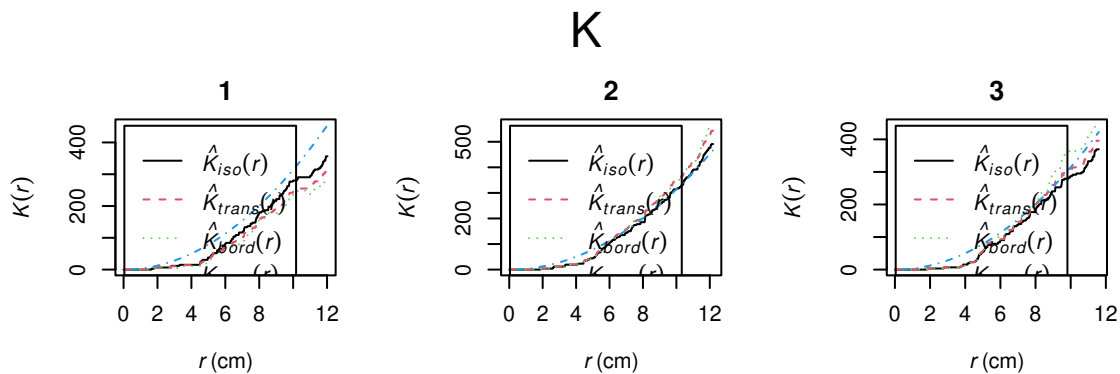 K
1
K(r)
0 200 400
K̂iso(r)
K̂trans(r)
K̂bord(r)
0 2 4 6 8 12
r (cm)
2
K(r)
0 200 500
K̂iso(r)
K̂trans(r)
K̂bord(r)
0 2 4 6 8 12
r (cm)
3
K(r)
0 200 400
K̂iso(r)
K̂trans(r)
K̂bord(r)
0 2 4 6 8 12
r (cm)